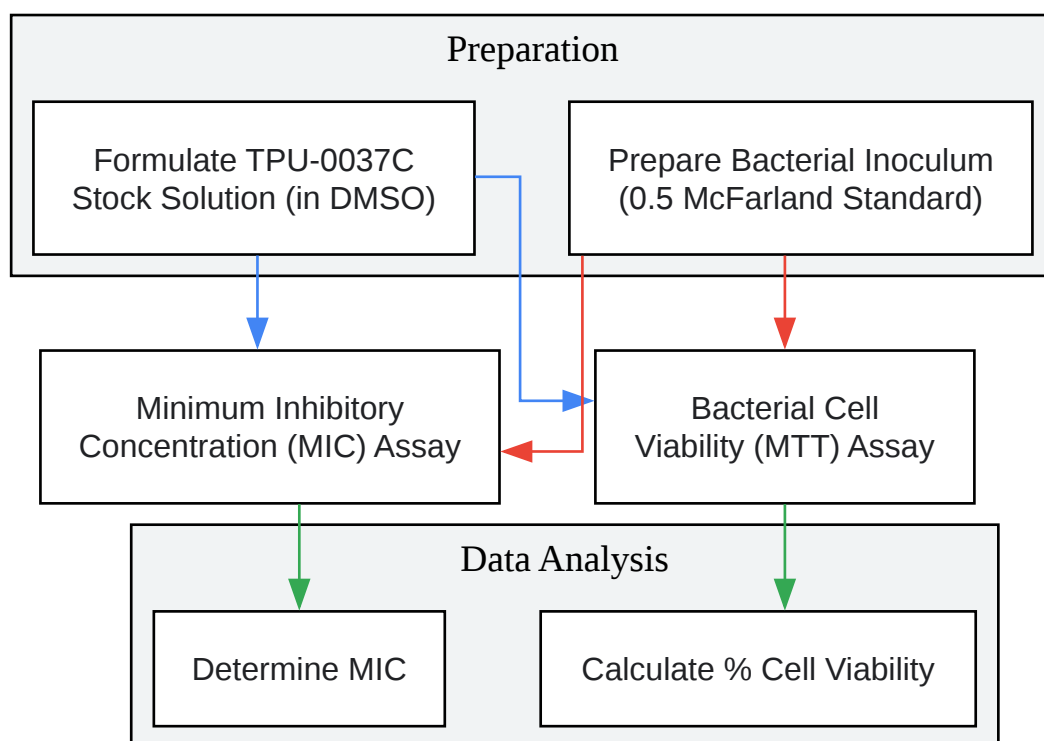 Preparation
Formulate TPU-0037C
Stock Solution (in DMSO)
Prepare Bacterial Inoculum
(0.5 McFarland Standard)
Minimum Inhibitory
Concentration (MIC) Assay
Bacterial Cell
Viability (MTT) Assay
Data Analysis
Determine MIC
Calculate % Cell Viability